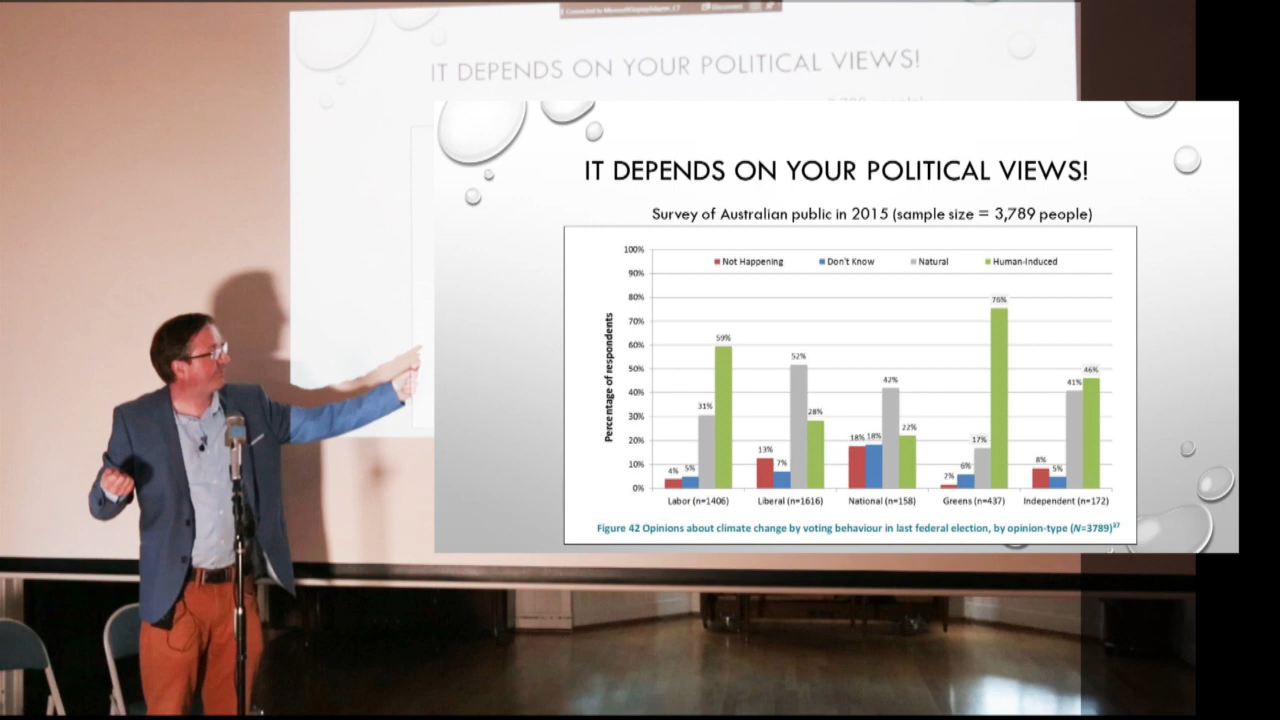 IT DEPENDS ON YOUR POLITICAL VIEWS!
IT DEPENDS ON YOUR POLITICAL VIEWS!
Survey of Australian public in 2015 (sample size = 3,789 people)
100%
90%
80%
70%
60%
50%
40%
30%
20%
10%
0%
Percentage of respondents
Not Happening Don't Know Natural Human-Induced
4% 5% 31% 59%
13% 7% 52% 28%
18% 18% 42% 22%
2% 6% 17% 76%
8% 5% 41% 46%
Labor (n=1406) Liberal (n=1616) National (n=158) Greens (n=437) Independent (n=172)
Figure 42 Opinions about climate change by voting behaviour in last federal election, by opinion-type (N=3789)³⁷